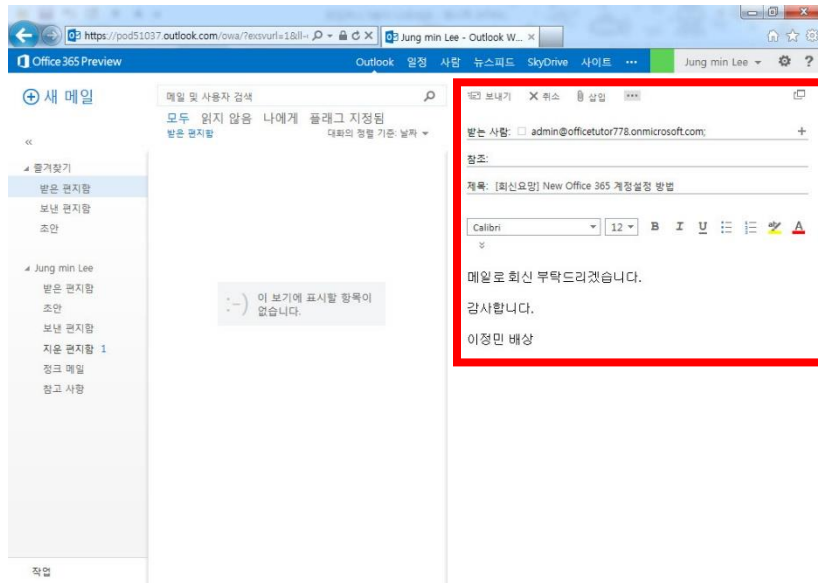 https://pod51037.outlook.com/owa/?exsvurl=1&ll-
Jung min Lee - Outlook W...
Office 365 Preview
Outlook 일정 사람 뉴스피드 SkyDrive 사이트 ···
Jung min Lee
?
새 메일
«
즐겨찾기
받은 편지함
보낸 편지함
초안
Jung min Lee
받은 편지함
초안
보낸 편지함
지운 편지함 1
정크 메일
참고 사항
작업
메일 및 사용자 검색
모두 읽지 않음 나에게 플래그 지정됨
받은 편지함 대화의 정렬 기준: 날짜
:-) 이 보기에 표시할 항목이
없습니다.
보내기 취소 삽입 ···
받는 사람: admin@officetutor778.onmicrosoft.com; +
참조:
제목: [회신요망] New Office 365 계정설정 방법
Calibri 12 B I U ab A
메일로 회신 부탁드리겠습니다.
감사합니다.
이정민 배상